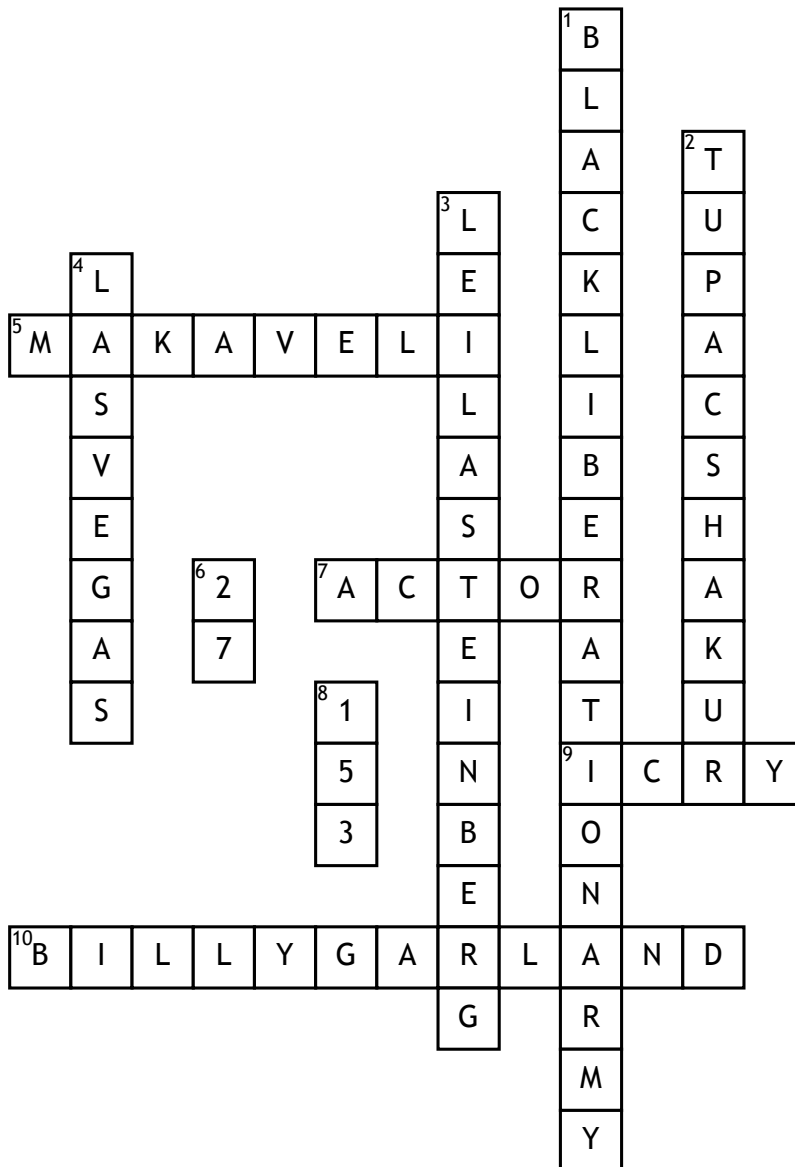 1 BLACKLIBERATIONARMY
2 TUPACSHAKUR
3 LEILASTEINBERG
4 LASVEGAS
5 MAKAVELI
6 27
7 ACTOR
8 153
9 ICRY
10 BILLYGARLAND